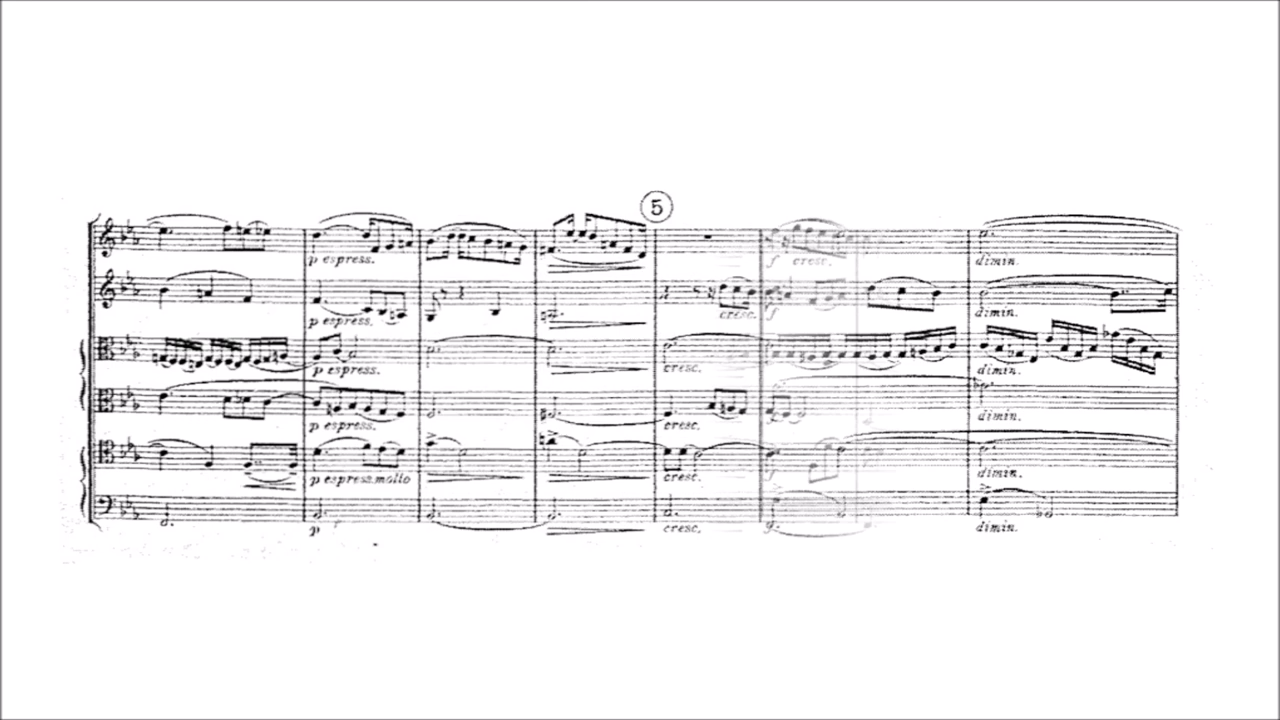 5
p espress.
f cresc.
dimin.
p espress.
cresc.
f
dimin.
p espress.
cresc.
dimin.
p espress.
cresc.
dimin.
p espress. molto
cresc.
dimin.
p
cresc.
f
dimin.